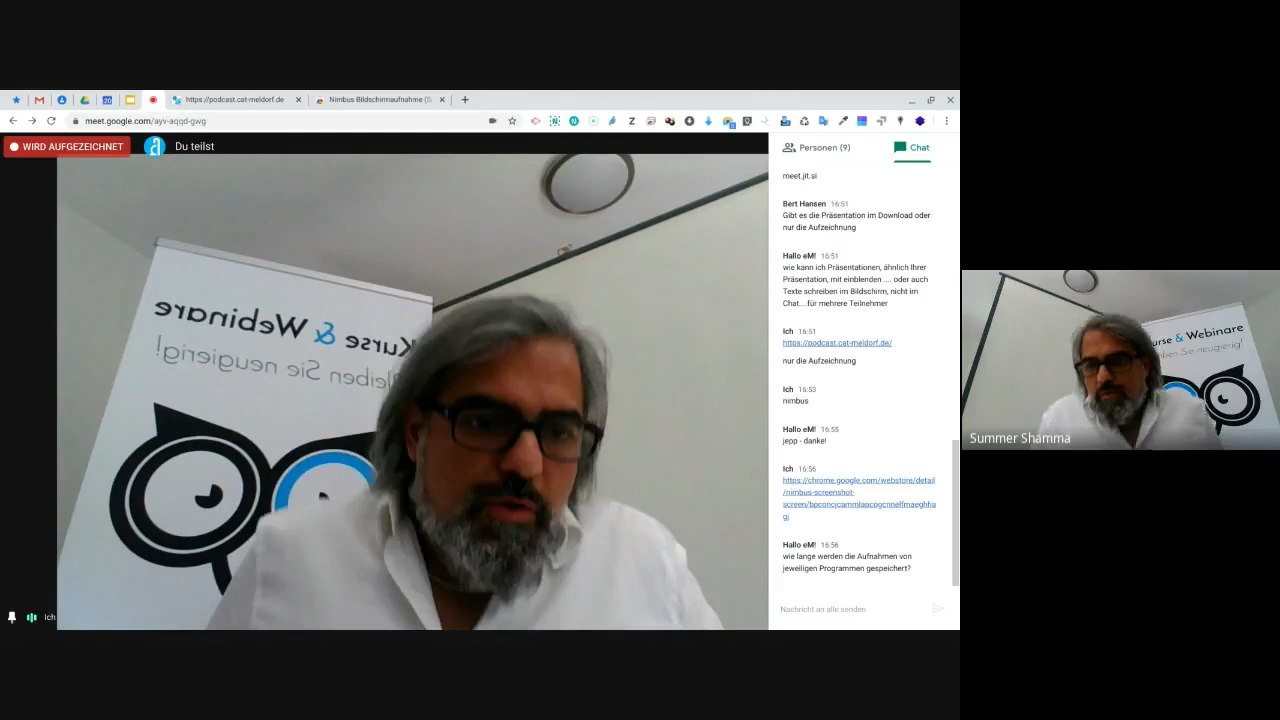 https://podcast.cat-meldorf.de
Nimbus Bildschirmaufnahme (S
meet.google.com/ayv-aqqd-gwg
WIRD AUFGEZEICHNET
Du teilst
Kurse & Webinare
leiben Sie neugierig!
Ich
Personen (9)
Chat
meet.jit.si
Bert Hansen 16:51
Gibt es die Präsentation im Download oder
nur die Aufzeichnung
Hallo eM! 16:51
wie kann ich Präsentationen, ähnlich Ihrer
Präsentation, mit einblenden .... oder auch
Texte schreiben im Bildschirm, nicht im
Chat....für mehrere Teilnehmer
Ich 16:51
https://podcast.cat-meldorf.de/
nur die Aufzeichnung
Ich 16:53
nimbus
Hallo eM! 16:55
jepp - danke!
Ich 16:56
https://chrome.google.com/webstore/detail
/nimbus-screenshot-
screen/bpconcjcammlapcogcnnelfmaeghha
gj
Hallo eM! 16:56
wie lange werden die Aufnahmen von
jeweiligen Programmen gespeichert?
Nachricht an alle senden
urse & Webinare
ben Sie neugierig!
Summer Shamma